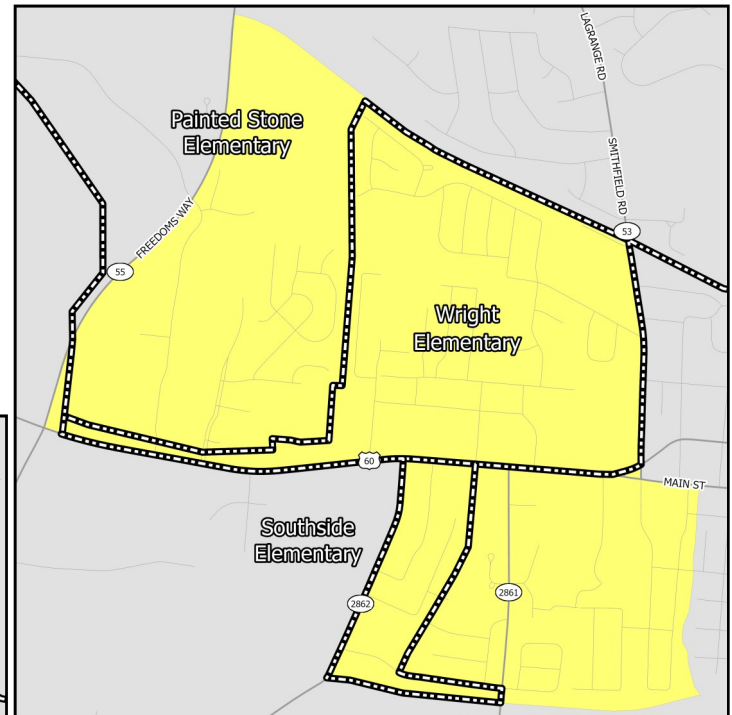 LAGRANGE RD
Painted Stone
Elementary
SMITHFIELD RD
FREEDOMS WAY
53
55
Wright
Elementary
60
MAIN ST
Southside
Elementary
2861
2862